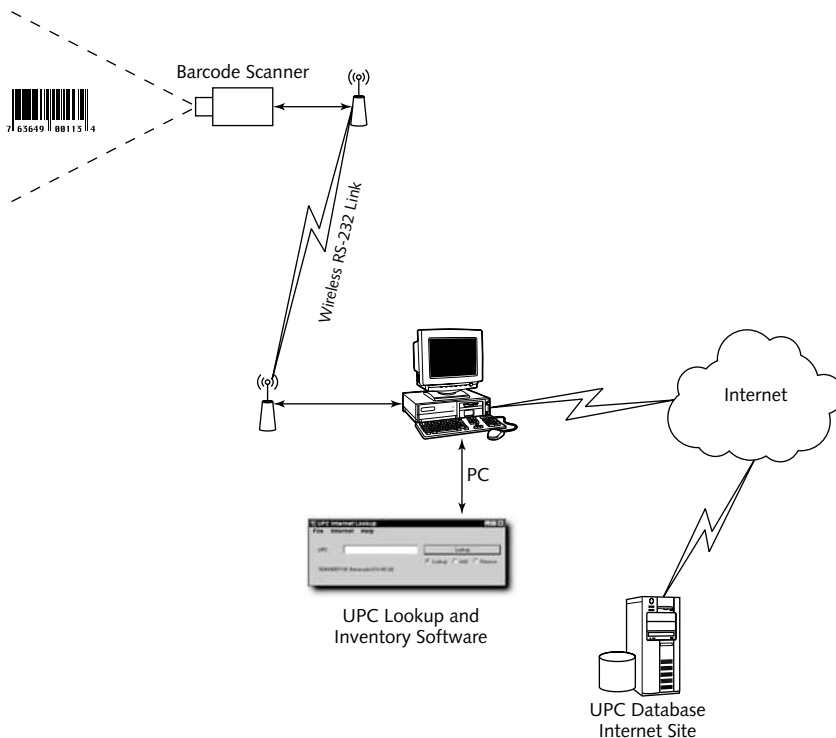 Barcode Scanner
7 63649 00113 4
Wireless RS-232 Link
Internet
PC
UPC Internet Lookup
File Internet Help
UPC
Lookup
Lookup Add Remove
UPC Lookup and
Inventory Software
UPC Database
Internet Site